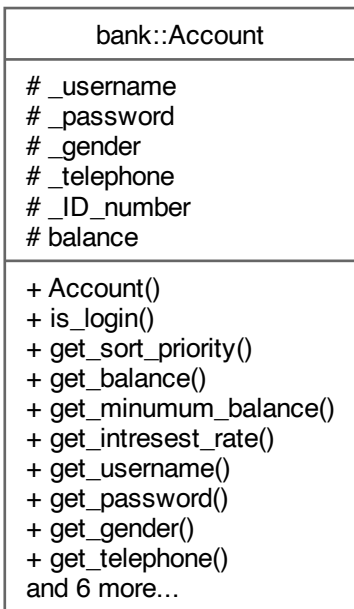 bank::Account
# _username
# _password
# _gender
# _telephone
# _ID_number
# balance
+ Account()
+ is_login()
+ get_sort_priority()
+ get_balance()
+ get_minumum_balance()
+ get_intresest_rate()
+ get_username()
+ get_password()
+ get_gender()
+ get_telephone()
and 6 more...